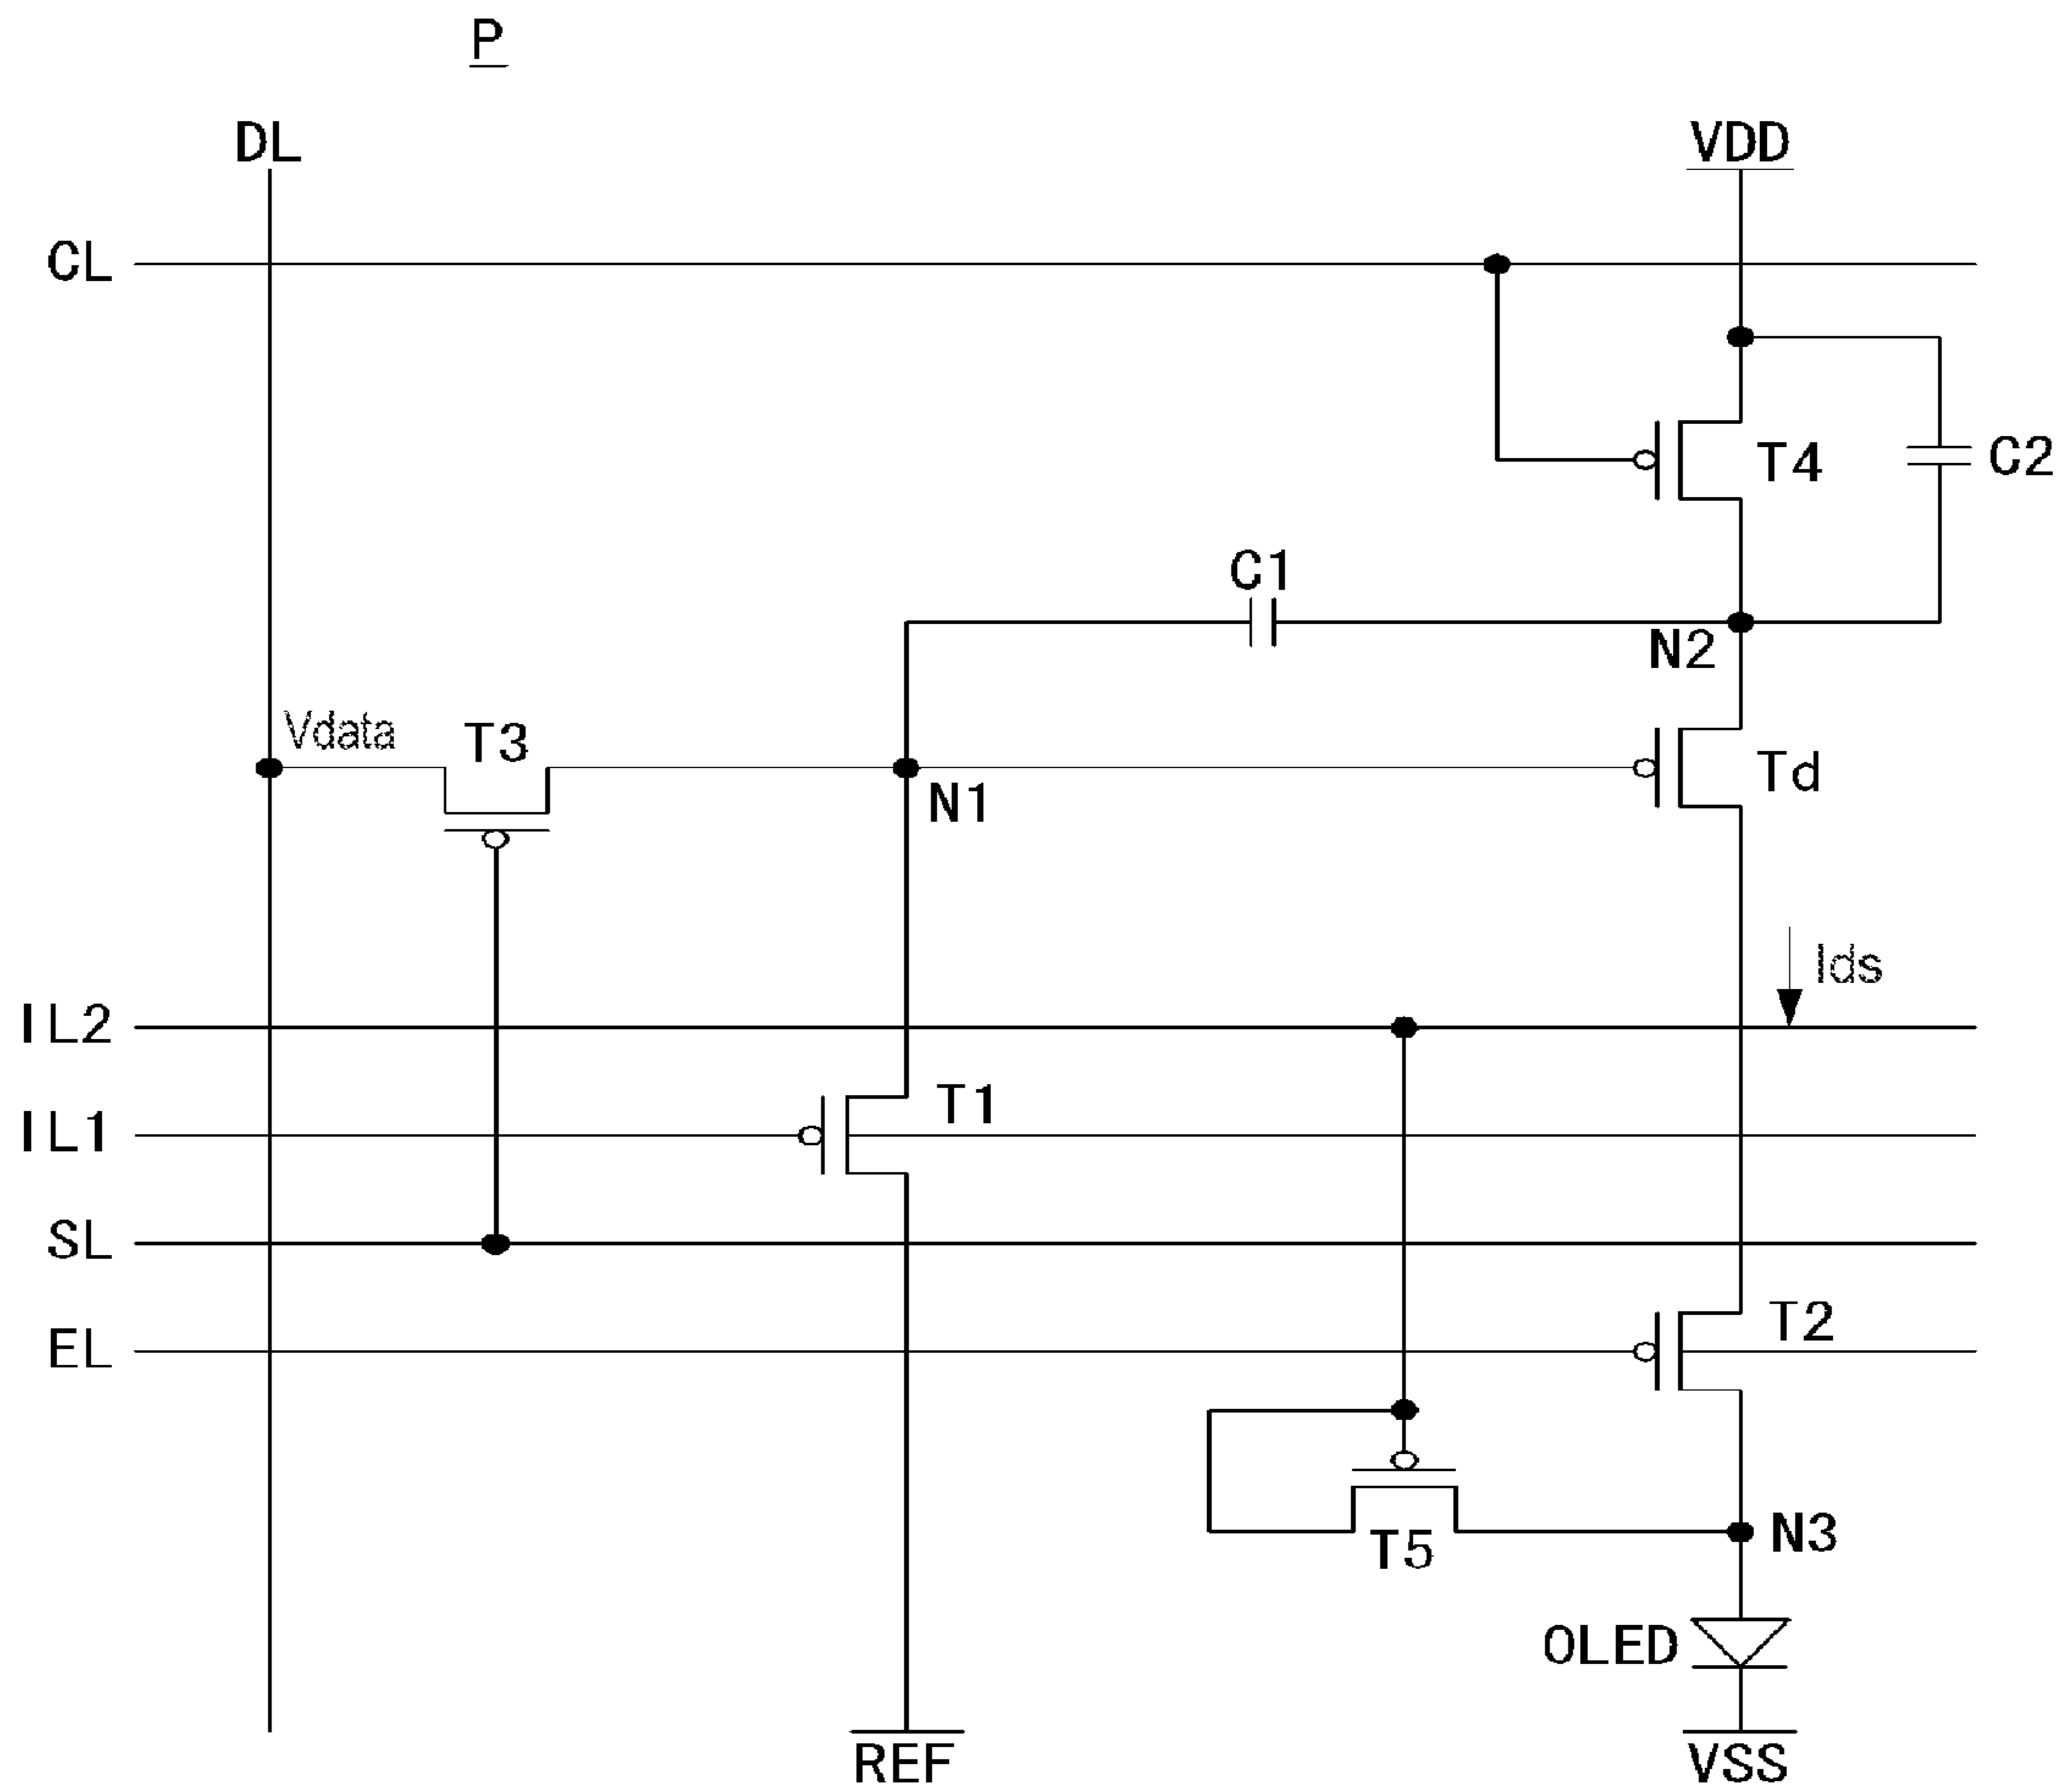 P
DL
VDD
CL
T4
C2
C1
N2
Vdata
T3
Td
N1
Ids
IL2
T1
IL1
SL
T2
EL
N3
T5
OLED
REF
VSS